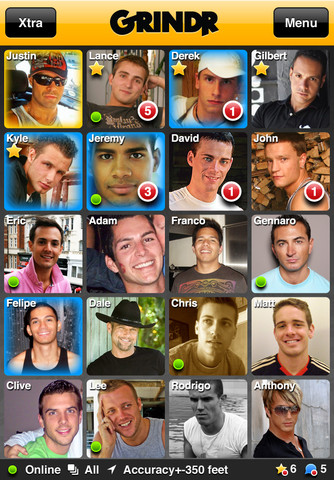 Xtra GRINDR Menu
Justin Lance Derek Gilbert
5 1
Kyle Jeremy David John
3 1 1
Eric Adam Franco Gennaro
Felipe Dale Chris Matt
Clive Lee Rodrigo Anthony
Online All Accuracy+-350 feet 6 5